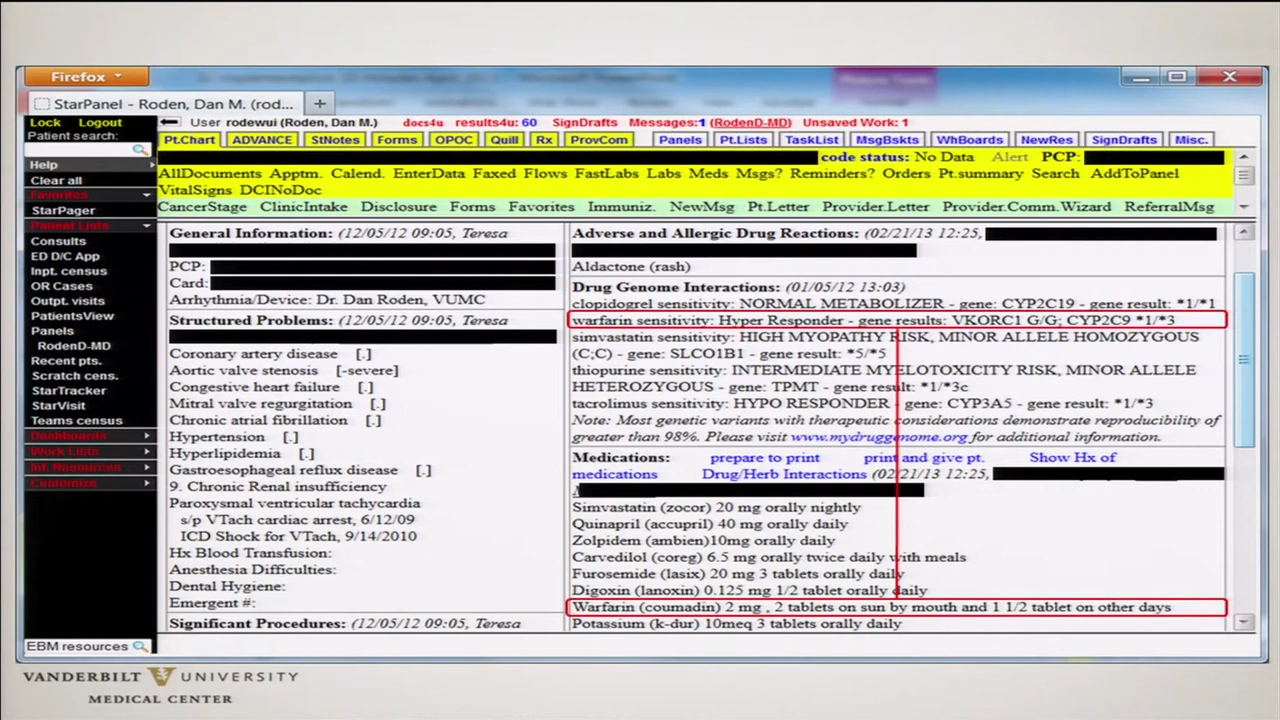 Firefox
StarPanel - Roden, Dan M. (rod...
+
Lock Logout
Patient search:
Help
Clear all
Favorites
StarPager
Patient Lists
Consults
ED D/C App
Inpt. census
OR Cases
Outpt. visits
PatientsView
Panels
RodenD-MD
Recent pts.
Scratch cens.
StarTracker
StarVisit
Teams census
Dashboards
Work Lists
Inf. Resources
Customize
EBM resources
User rodewui (Roden, Dan M.) docs4u results4u: 60 SignDrafts Messages:1 (RodenD-MD) Unsaved Work: 1
Pt.Chart ADVANCE StNotes Forms OPOC Quill Rx ProvCom Panels Pt.Lists TaskList MsgBskts WhBoards NewRes SignDrafts Misc.
code status: No Data Alert PCP:
AllDocuments Apptm. Calend. EnterData Faxed Flows FastLabs Labs Meds Msgs? Reminders? Orders Pt.summary Search AddToPanel
VitalSigns DCINoDoc
CancerStage ClinicIntake Disclosure Forms Favorites Immuniz. NewMsg Pt.Letter Provider.Letter Provider.Comm.Wizard ReferralMsg
General Information: (12/05/12 09:05, Teresa
PCP:
Card:
Arrhythmia/Device: Dr. Dan Roden, VUMC
Structured Problems: (12/05/12 09:05, Teresa
Coronary artery disease [.]
Aortic valve stenosis [-severe]
Congestive heart failure [.]
Mitral valve regurgitation [.]
Chronic atrial fibrillation [.]
Hypertension [.]
Hyperlipidemia [.]
Gastroesophageal reflux disease [.]
9. Chronic Renal insufficiency
Paroxysmal ventricular tachycardia
s/p VTach cardiac arrest, 6/12/09
ICD Shock for VTach, 9/14/2010
Hx Blood Transfusion:
Anesthesia Difficulties:
Dental Hygiene:
Emergent #:
Significant Procedures: (12/05/12 09:05, Teresa
Adverse and Allergic Drug Reactions: (02/21/13 12:25,
Aldactone (rash)
Drug Genome Interactions: (01/05/12 13:03)
clopidogrel sensitivity: NORMAL METABOLIZER - gene: CYP2C19 - gene result: *1/*1
warfarin sensitivity: Hyper Responder - gene results: VKORC1 G/G; CYP2C9 *1/*3
simvastatin sensitivity: HIGH MYOPATHY RISK, MINOR ALLELE HOMOZYGOUS
(C;C) - gene: SLCO1B1 - gene result: *5/*5
thiopurine sensitivity: INTERMEDIATE MYELOTOXICITY RISK, MINOR ALLELE
HETEROZYGOUS - gene: TPMT - gene result: *1/*3c
tacrolimus sensitivity: HYPO RESPONDER - gene: CYP3A5 - gene result: *1/*3
Note: Most genetic variants with therapeutic considerations demonstrate reproducibility of
greater than 98%. Please visit www.mydruggenome.org for additional information.
Medications: prepare to print print and give pt. Show Hx of
medications Drug/Herb Interactions (02/21/13 12:25,
Simvastatin (zocor) 20 mg orally nightly
Quinapril (accupril) 40 mg orally daily
Zolpidem (ambien)10mg orally daily
Carvedilol (coreg) 6.5 mg orally twice daily with meals
Furosemide (lasix) 20 mg 3 tablets orally daily
Digoxin (lanoxin) 0.125 mg 1/2 tablet orally daily
Warfarin (coumadin) 2 mg , 2 tablets on sun by mouth and 1 1/2 tablet on other days
Potassium (k-dur) 10meq 3 tablets orally daily
VANDERBILT UNIVERSITY
MEDICAL CENTER